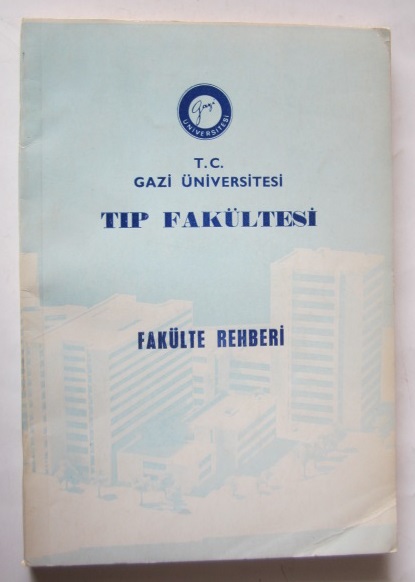 Gazi
ÜNİVERSİTESİ
T.C.
GAZİ ÜNİVERSİTESİ
TIP FAKÜLTESİ
FAKÜLTE REHBERİ